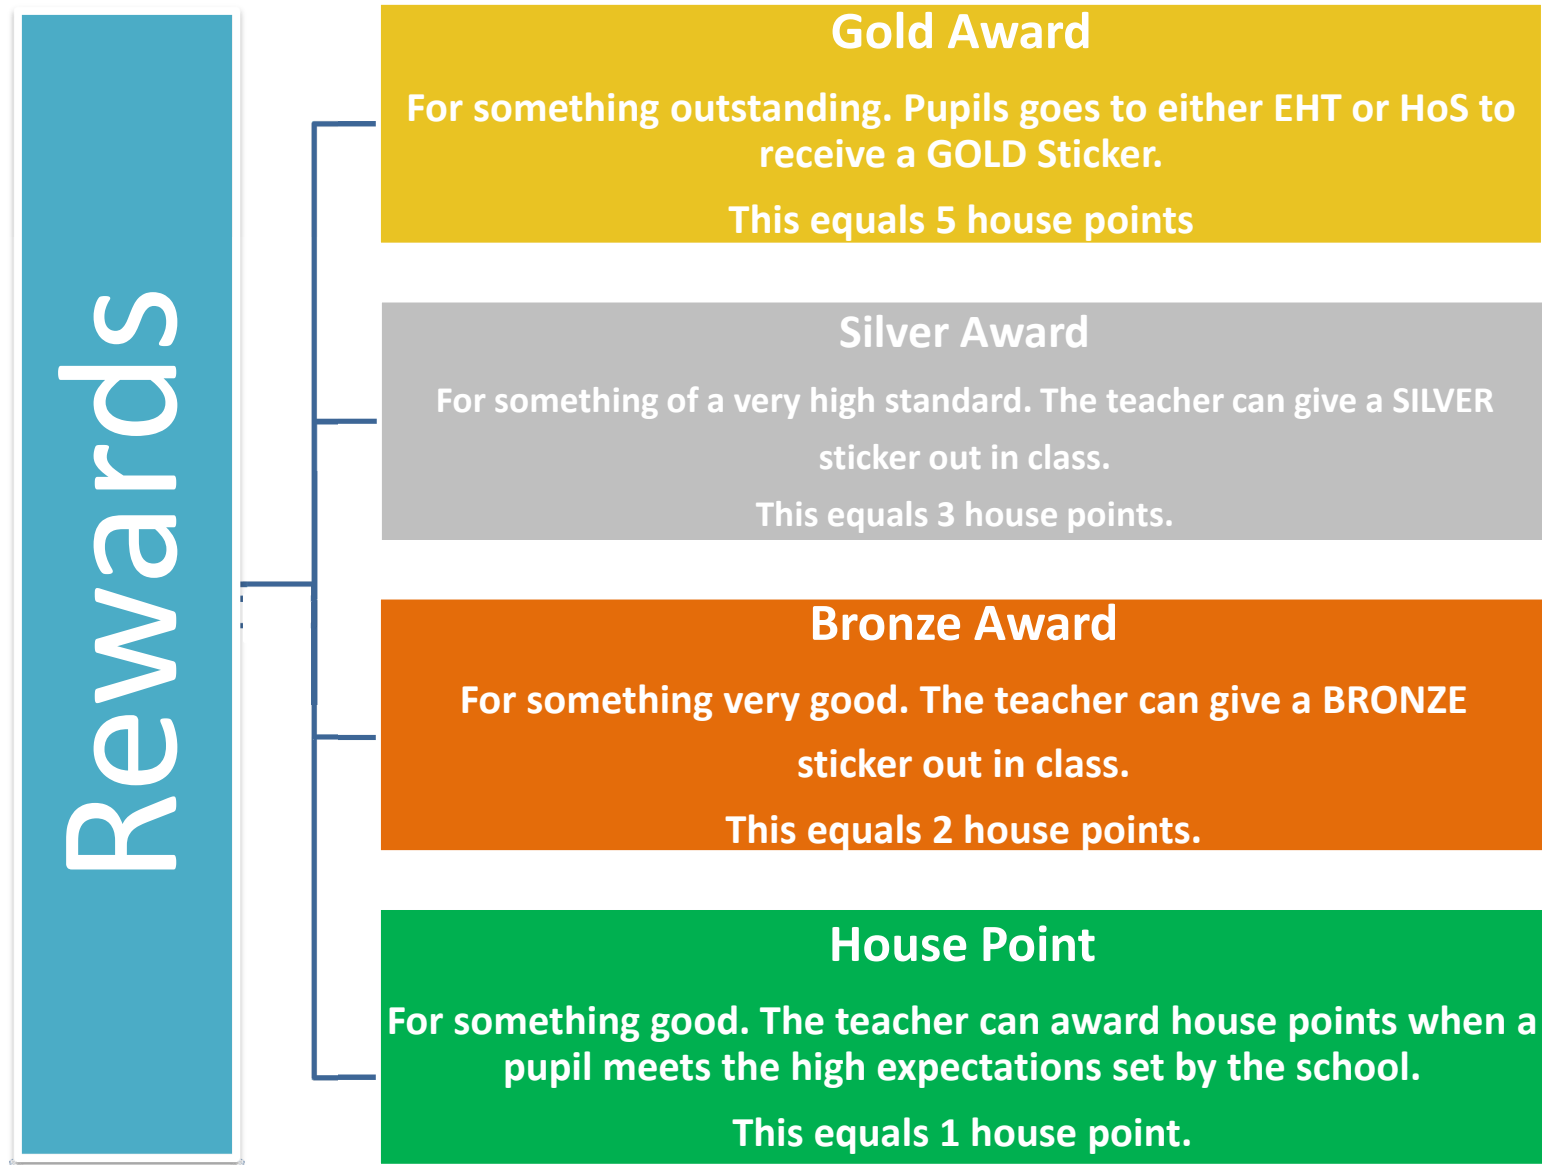 Rewards
Gold Award
For something outstanding. Pupils goes to either EHT or HoS to
receive a GOLD Sticker.
This equals 5 house points
Silver Award
For something of a very high standard. The teacher can give a SILVER
sticker out in class.
This equals 3 house points.
Bronze Award
For something very good. The teacher can give a BRONZE
sticker out in class.
This equals 2 house points.
House Point
For something good. The teacher can award house points when a
pupil meets the high expectations set by the school.
This equals 1 house point.